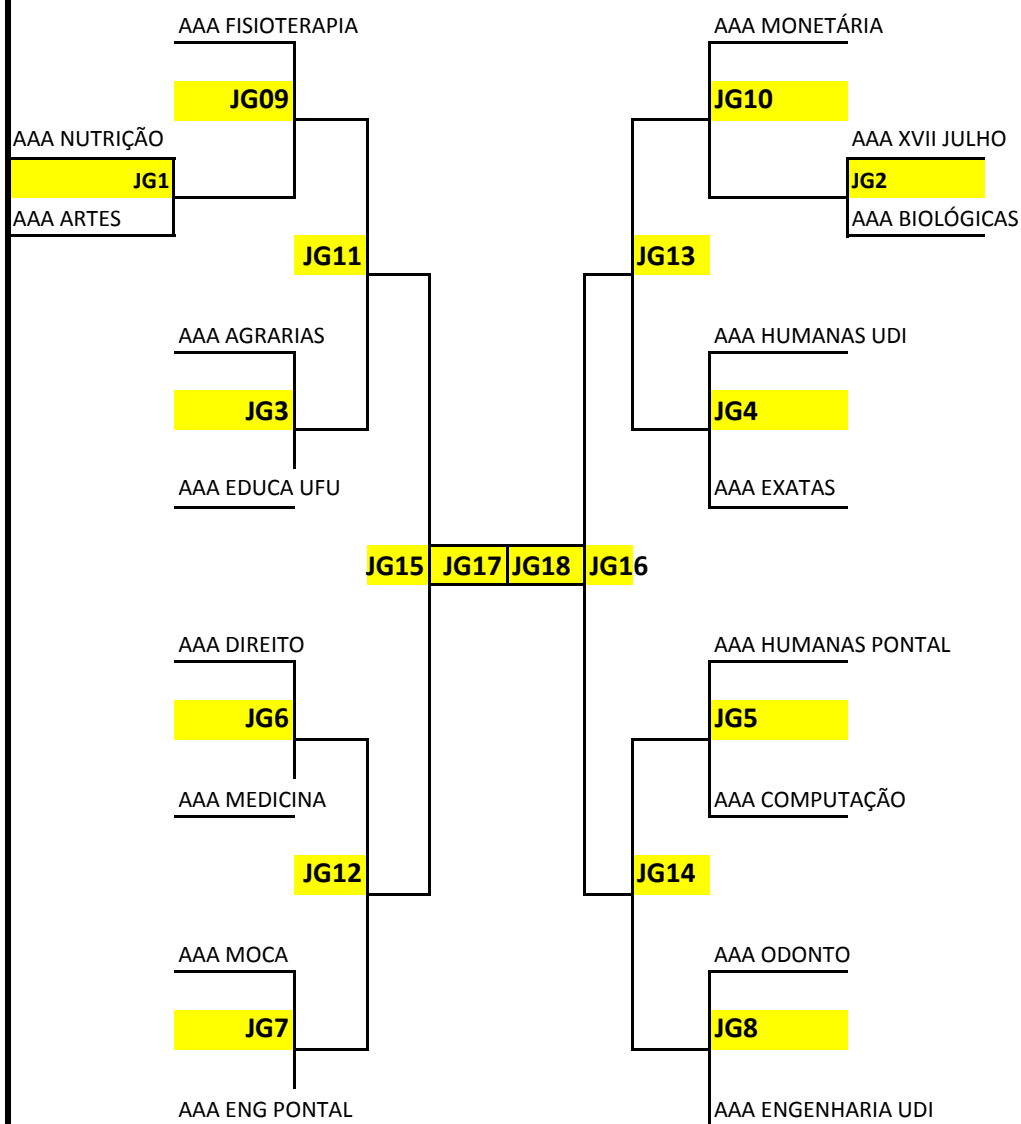 AAA FISIOTERAPIA AAA MONETÁRIA
JG09 JG10
AAA NUTRIÇÃO AAA XVII JULHO
JG1 JG2
AAA ARTES AAA BIOLÓGICAS
JG11 JG13
AAA AGRARIAS AAA HUMANAS UDI
JG3 JG4
AAA EDUCA UFU AAA EXATAS
JG15 JG17 JG18 JG16
AAA DIREITO AAA HUMANAS PONTAL
JG6 JG5
AAA MEDICINA AAA COMPUTAÇÃO
JG12 JG14
AAA MOCA AAA ODONTO
JG7 JG8
AAA ENG PONTAL AAA ENGENHARIA UDI